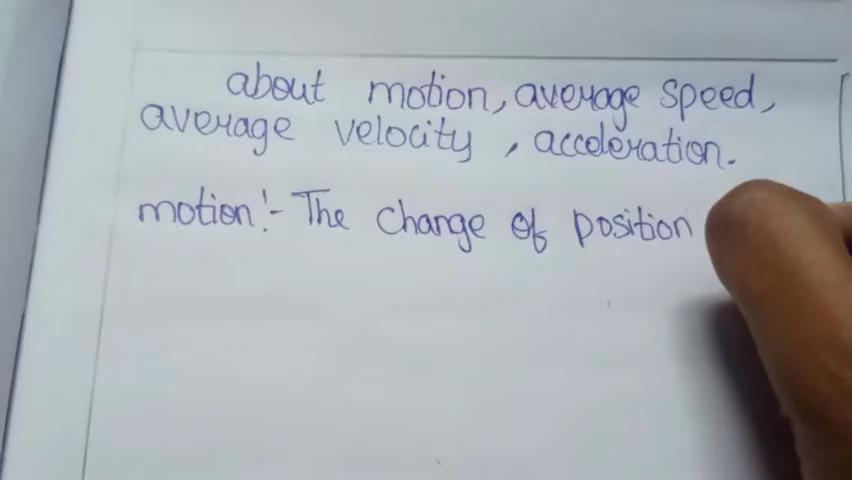 about motion, average speed,
average velocity, acceleration.
motion:- The change of position